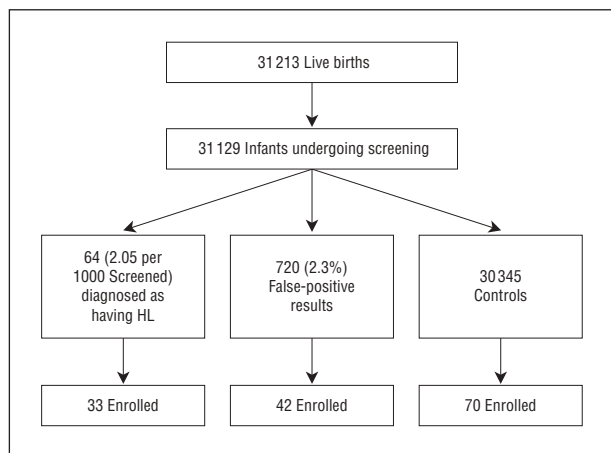 31 213 Live births
31 129 Infants undergoing screening
64 (2.05 per
1000 Screened)
diagnosed as
having HL
720 (2.3%)
False-positive
results
30 345
Controls
33 Enrolled
42 Enrolled
70 Enrolled